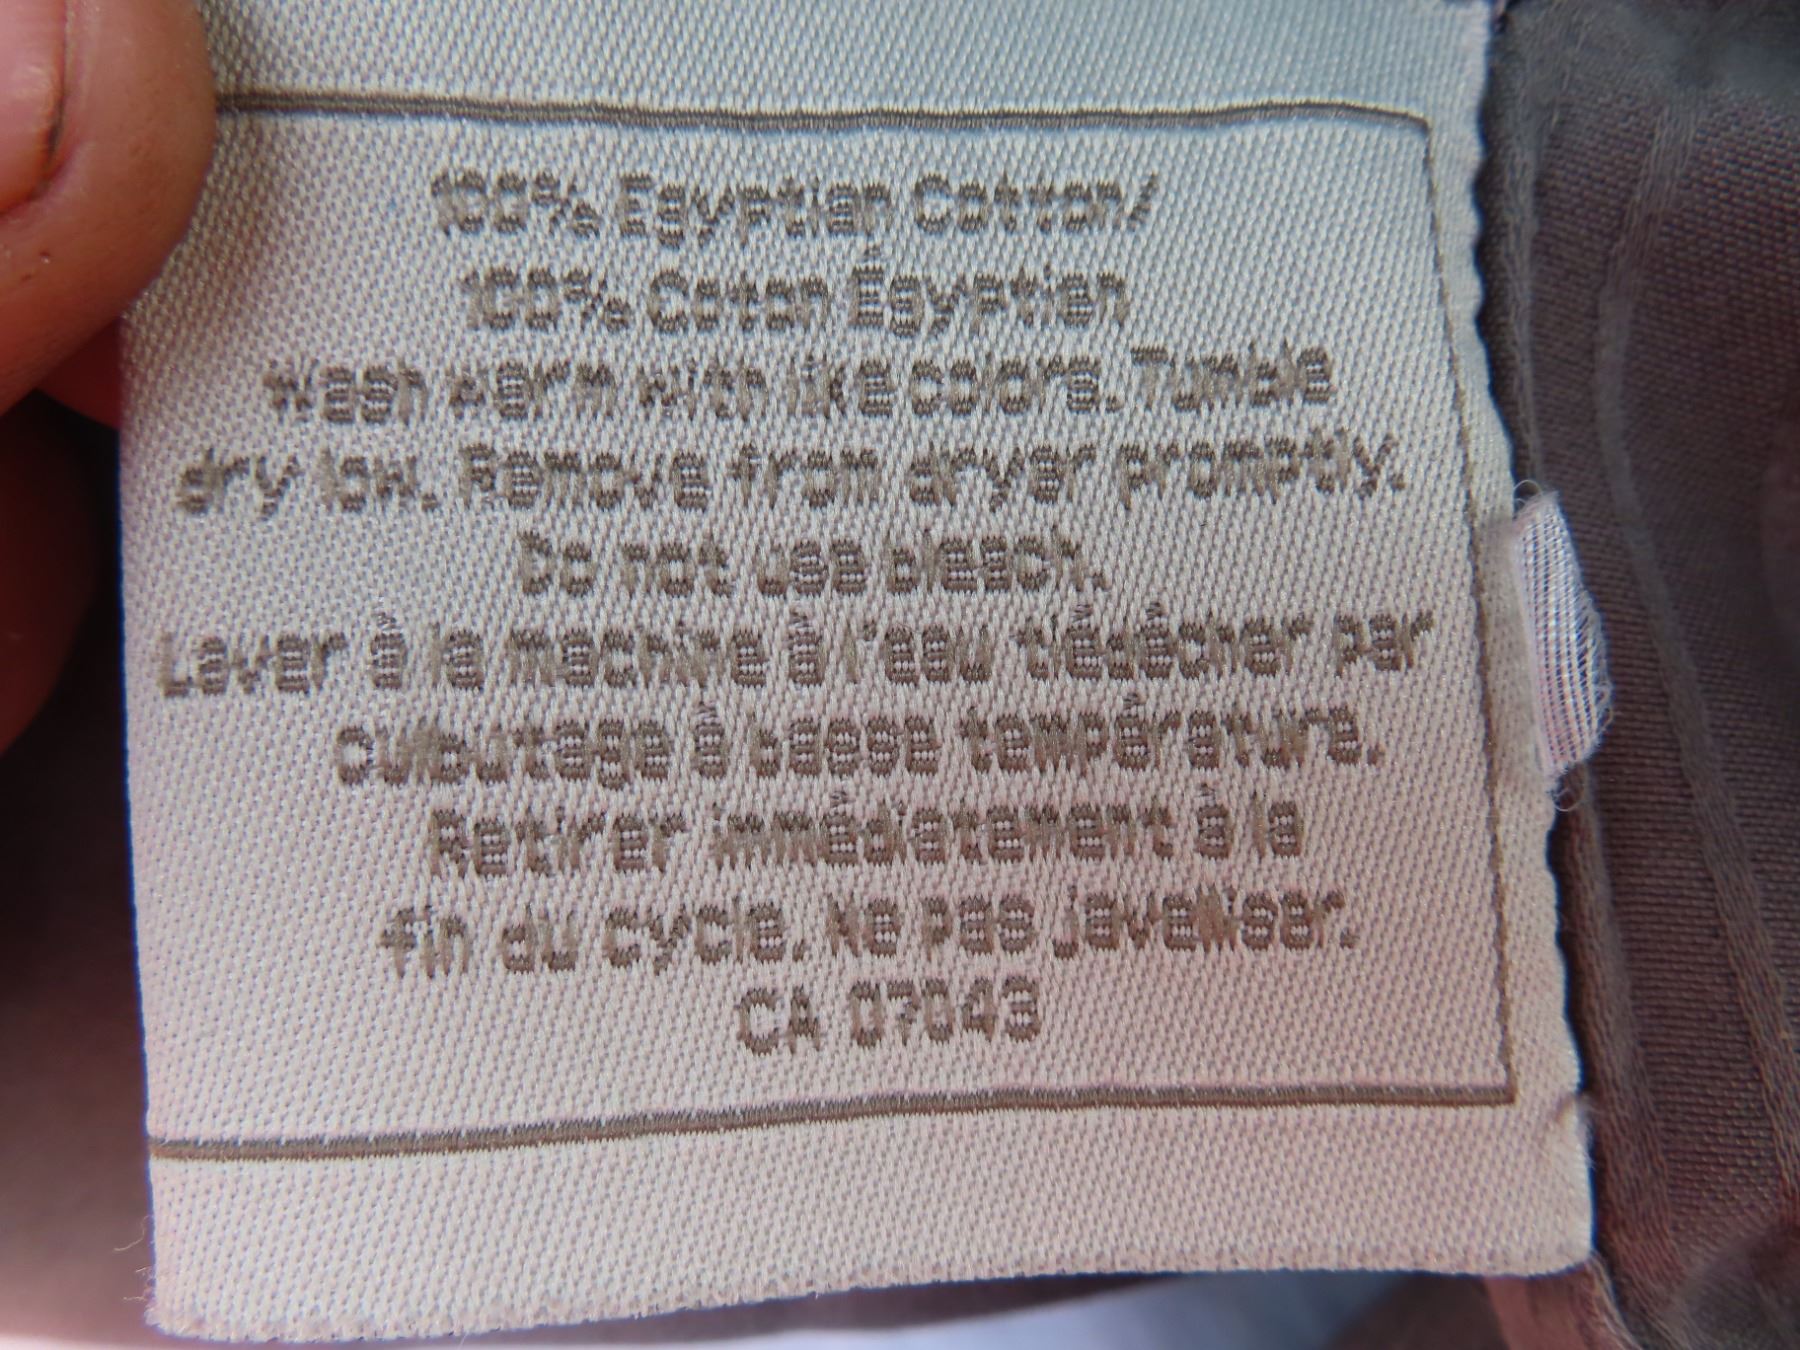 100% Egyptian Cotton/
100% Coton Égyptien
Wash warm with like colors. Tumble
dry low. Remove from dryer promptly.
Do not use bleach.
Laver à la machine à l'eau tièdésècher par
culbutage à basse température.
Retirer immédiatement à la
fin du cycle. Ne pas javelliser.
CA 07043